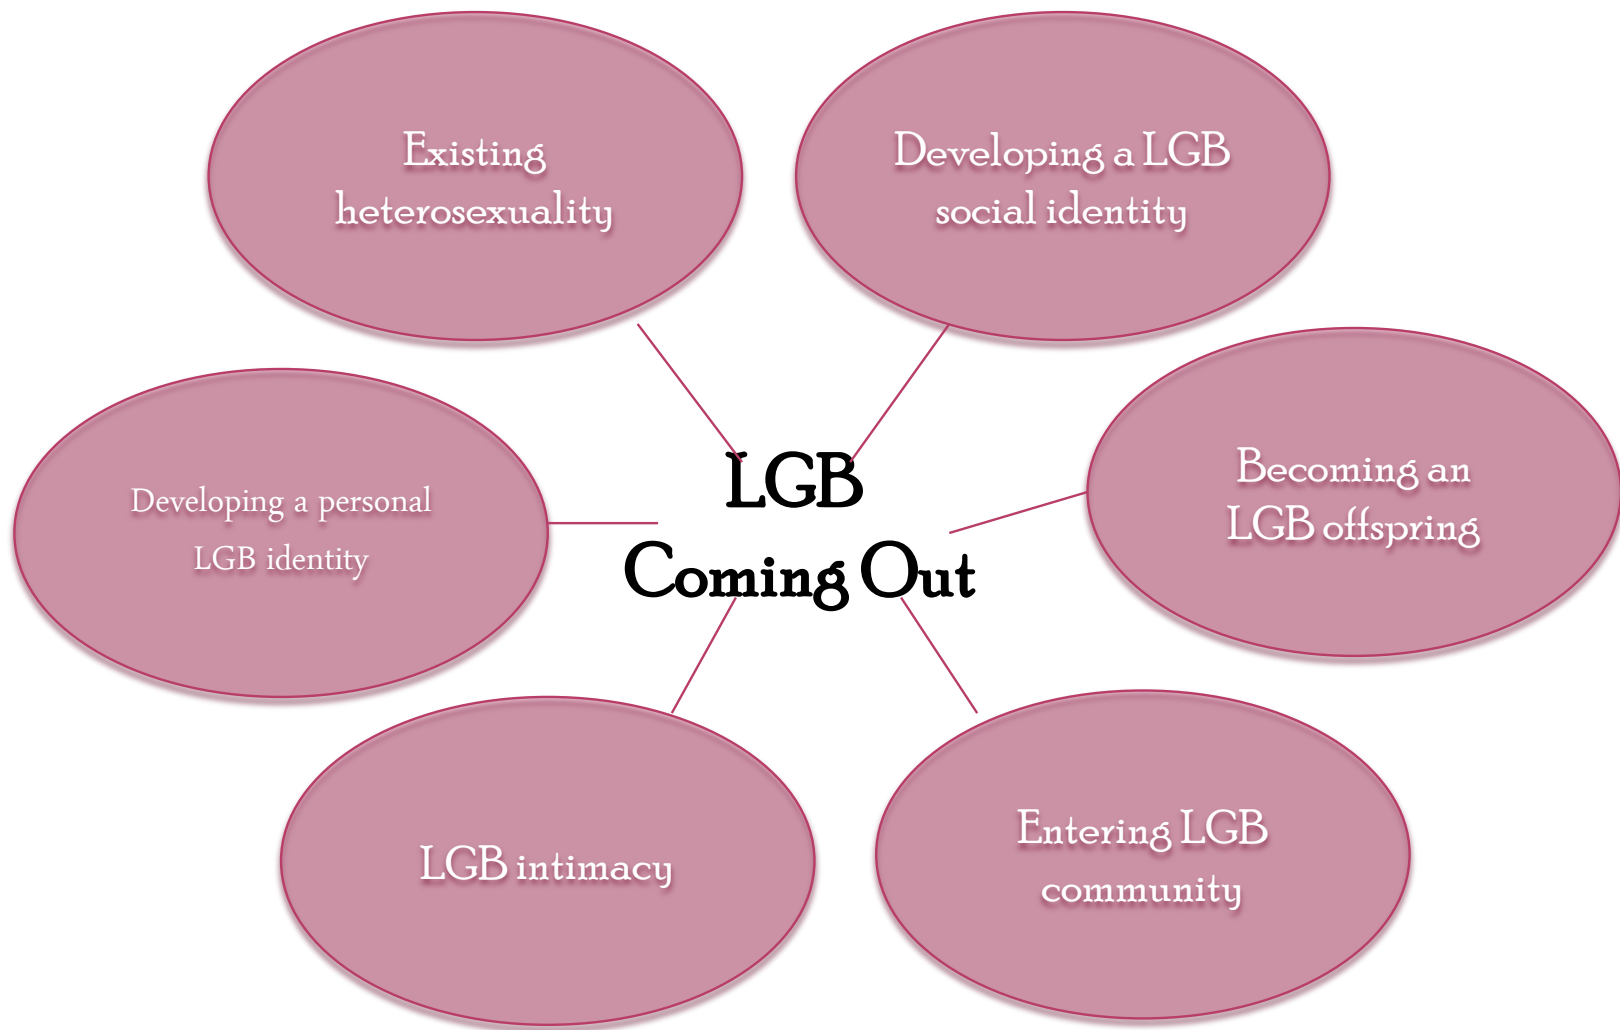 Existing
heterosexuality
Developing a LGB
social identity
Developing a personal
LGB identity
LGB
Coming Out
Becoming an
LGB offspring
LGB intimacy
Entering LGB
community